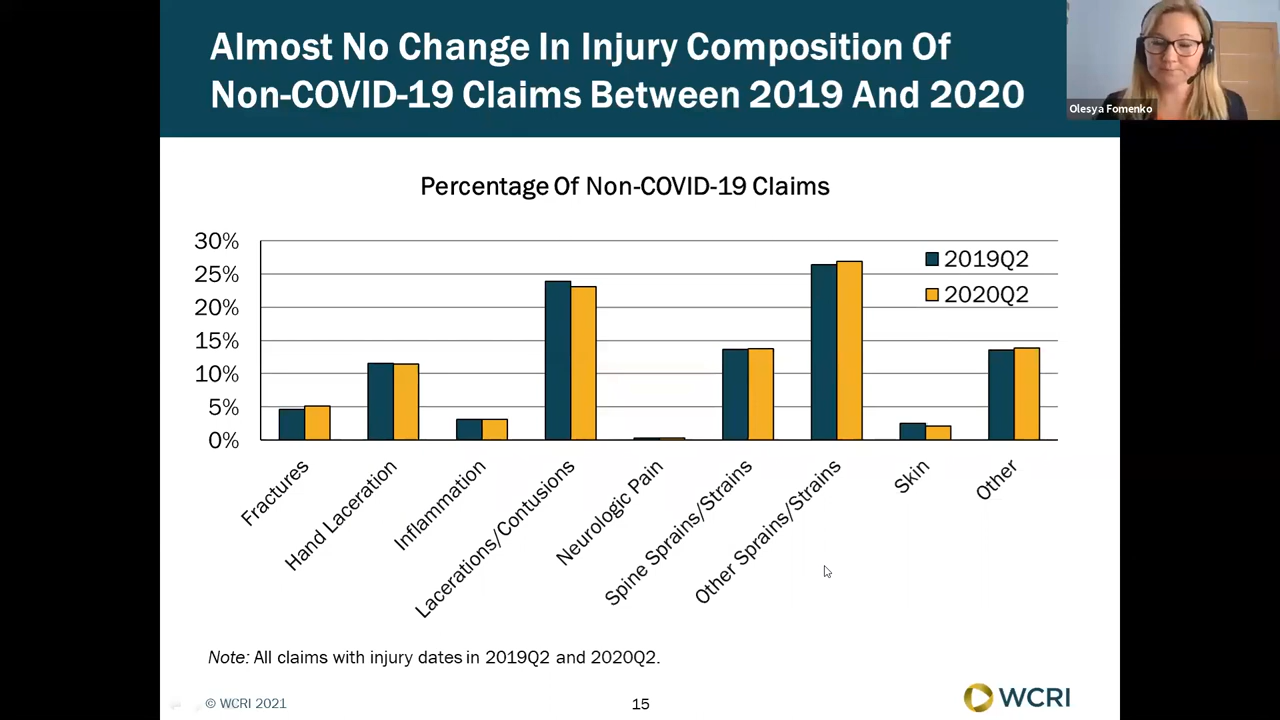 Almost No Change In Injury Composition Of
Non-COVID-19 Claims Between 2019 And 2020
Olesya Fomenko
Percentage Of Non-COVID-19 Claims
30%
25%
20%
15%
10%
5%
0%
2019Q2
2020Q2
Fractures
Hand Laceration
Inflammation
Lacerations/Contusions
Neurologic Pain
Spine Sprains/Strains
Other Sprains/Strains
Skin
Other
Note: All claims with injury dates in 2019Q2 and 2020Q2.
© WCRI 2021
15
WCRI